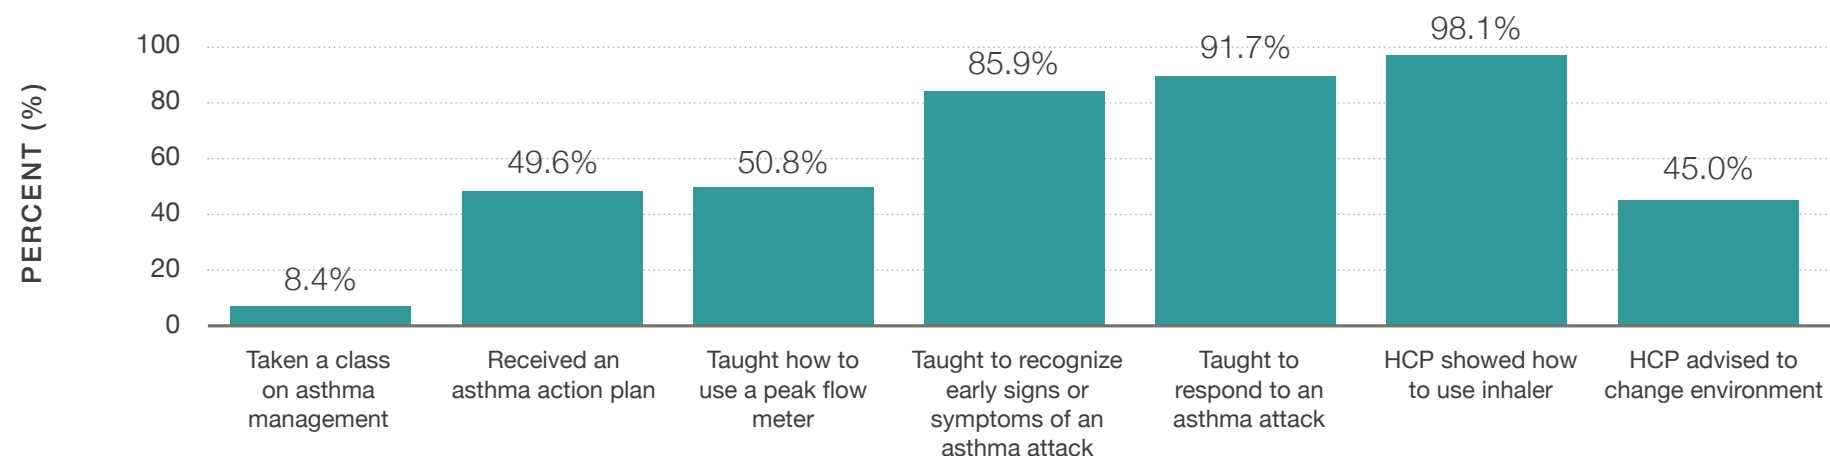 PERCENT (%)
100
80
60
40
20
0
8.4%
49.6%
50.8%
85.9%
91.7%
98.1%
45.0%
Taken a class
on asthma
management
Received an
asthma action plan
Taught how to
use a peak flow
meter
Taught to recognize
early signs or
symptoms of an
asthma attack
Taught to
respond to an
asthma attack
HCP showed how
to use inhaler
HCP advised to
change environment